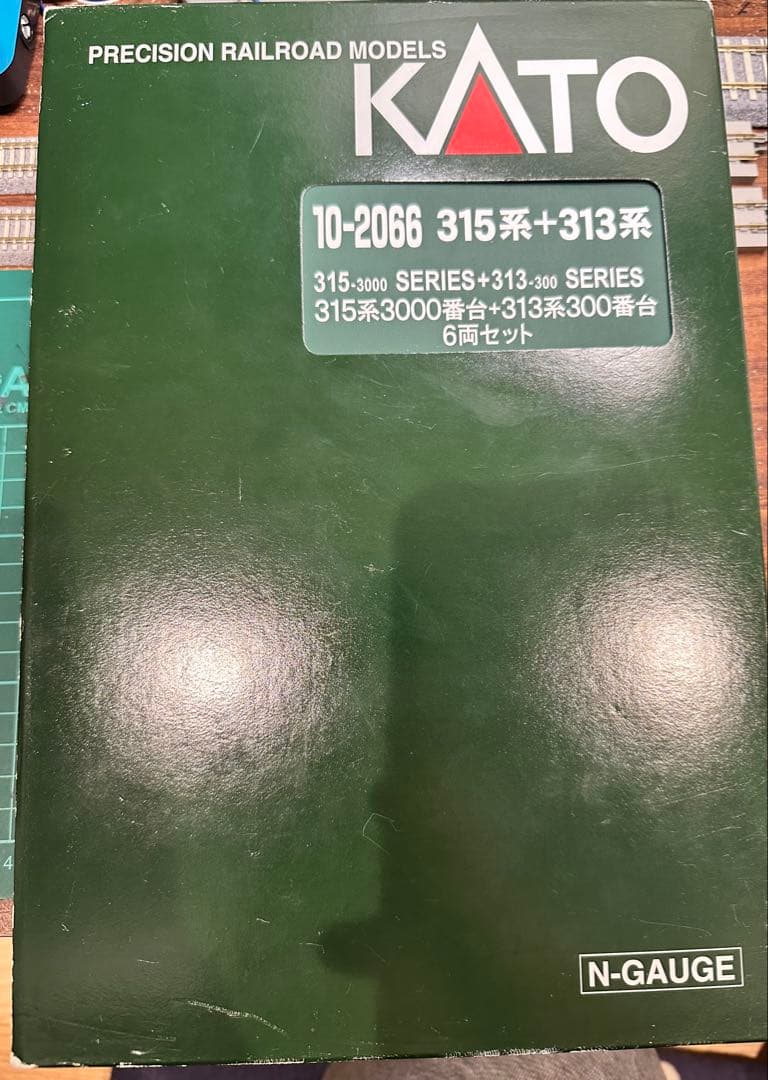 PRECISION RAILROAD MODELS
KATO
10-2066 315系+313系
315-3000 SERIES+313-300 SERIES
315系3000番台+313系300番台
6両セット
A
CM
4
N-GAUGE